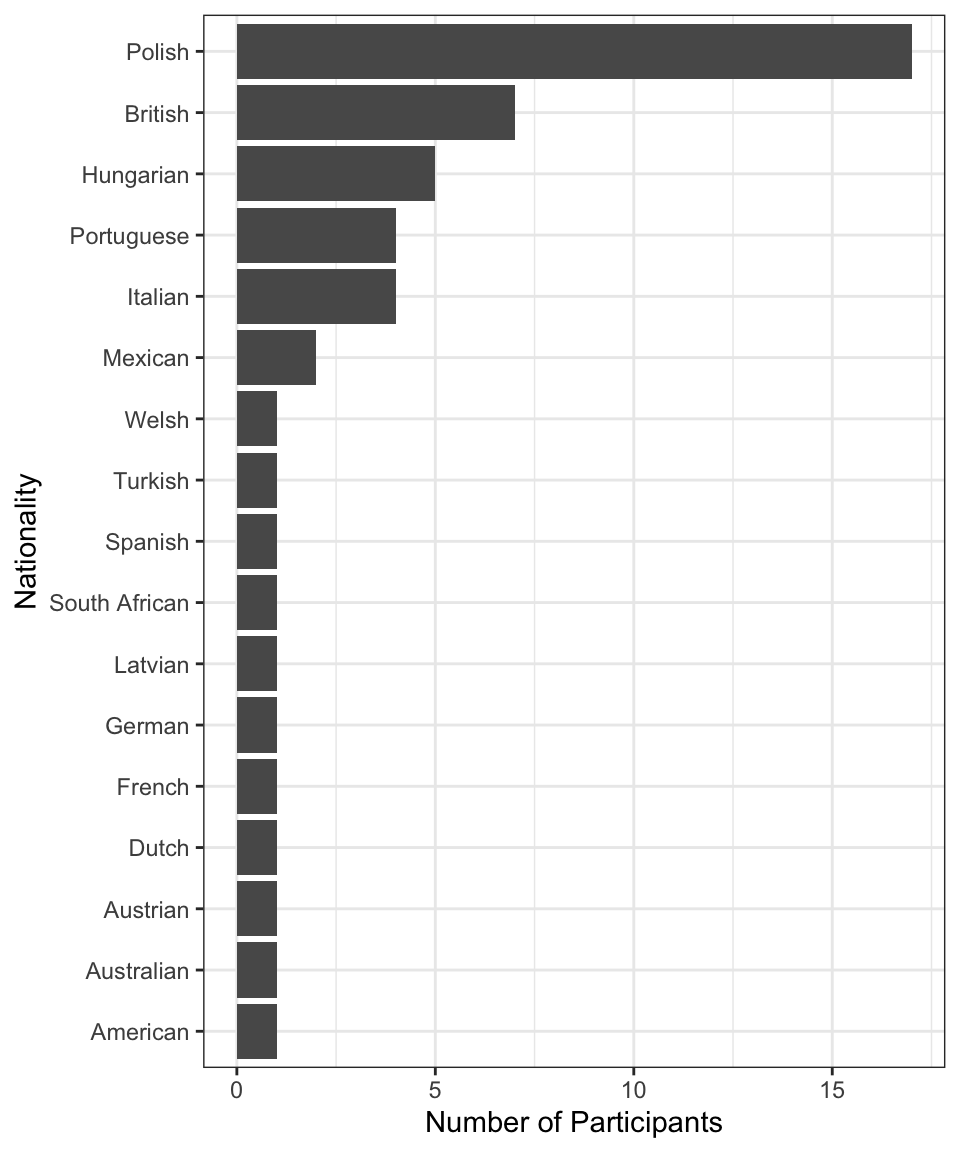 Polish
British
Hungarian
Portuguese
Italian
Mexican
Welsh
Turkish
Spanish
South African
Latvian
German
French
Dutch
Austrian
Australian
American
Nationality
0 5 10 15
Number of Participants